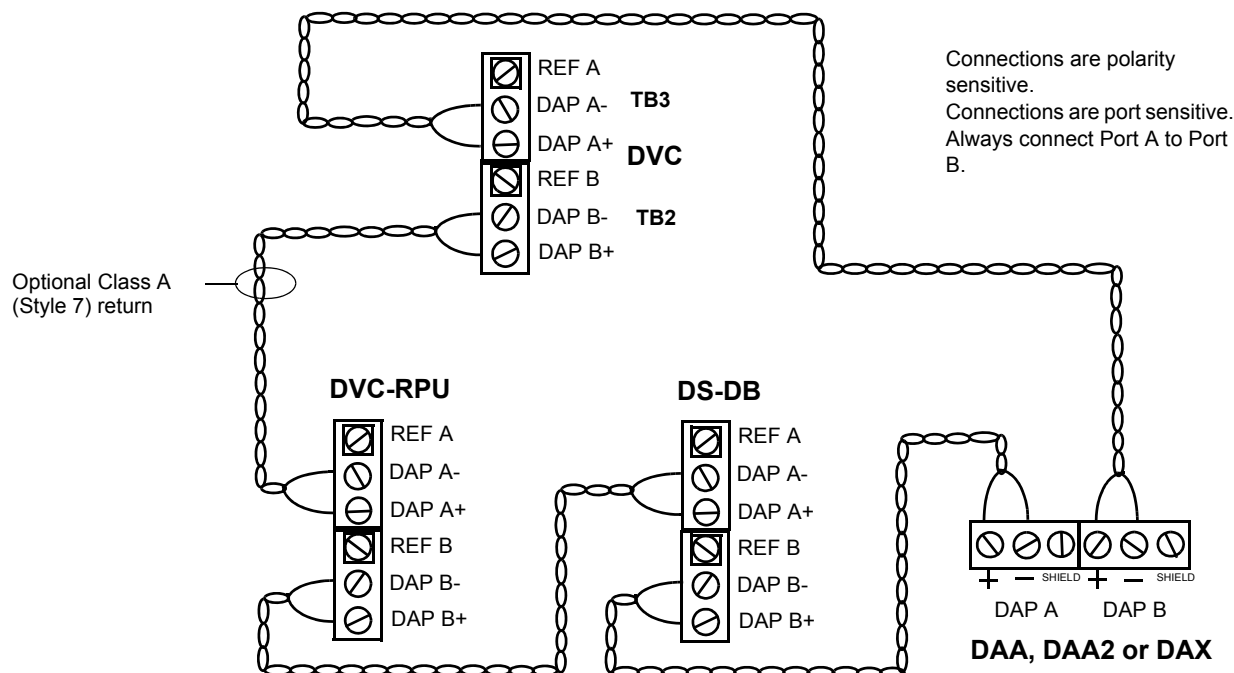 Connections are polarity
sensitive.
Connections are port sensitive.
Always connect Port A to Port
B.
REF A
DAP A-
DAP A+
TB3
DVC
REF B
DAP B-
DAP B+
TB2
Optional Class A
(Style 7) return
DVC-RPU
REF A
DAP A-
DAP A+
REF B
DAP B-
DAP B+
DS-DB
REF A
DAP A-
DAP A+
REF B
DAP B-
DAP B+
+ — SHIELD + — SHIELD
DAP A DAP B
DAA, DAA2 or DAX